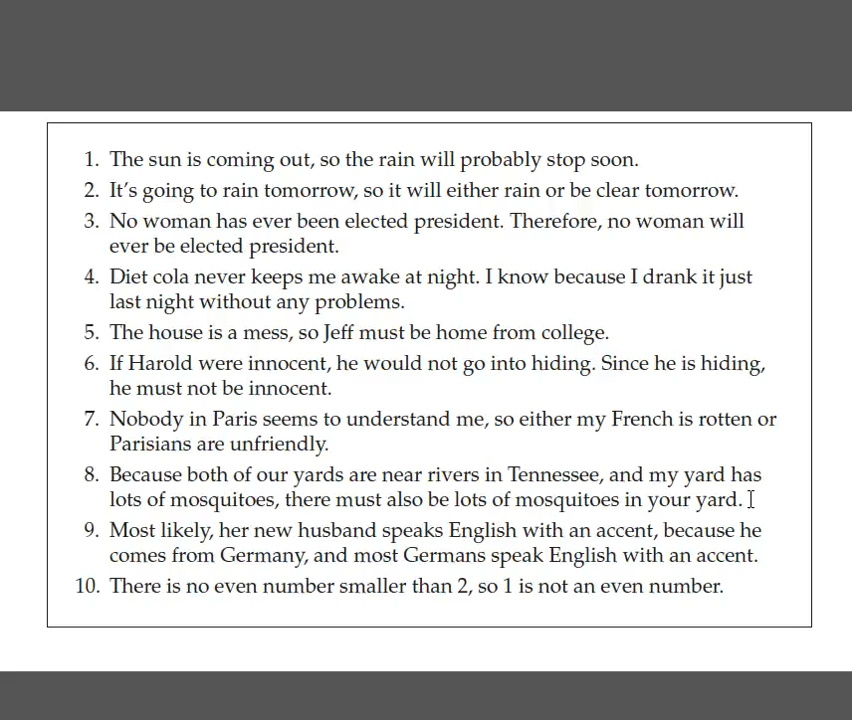 1. The sun is coming out, so the rain will probably stop soon.
2. It's going to rain tomorrow, so it will either rain or be clear tomorrow.
3. No woman has ever been elected president. Therefore, no woman will
ever be elected president.
4. Diet cola never keeps me awake at night. I know because I drank it just
last night without any problems.
5. The house is a mess, so Jeff must be home from college.
6. If Harold were innocent, he would not go into hiding. Since he is hiding,
he must not be innocent.
7. Nobody in Paris seems to understand me, so either my French is rotten or
Parisians are unfriendly.
8. Because both of our yards are near rivers in Tennessee, and my yard has
lots of mosquitoes, there must also be lots of mosquitoes in your yard.
9. Most likely, her new husband speaks English with an accent, because he
comes from Germany, and most Germans speak English with an accent.
10. There is no even number smaller than 2, so 1 is not an even number.